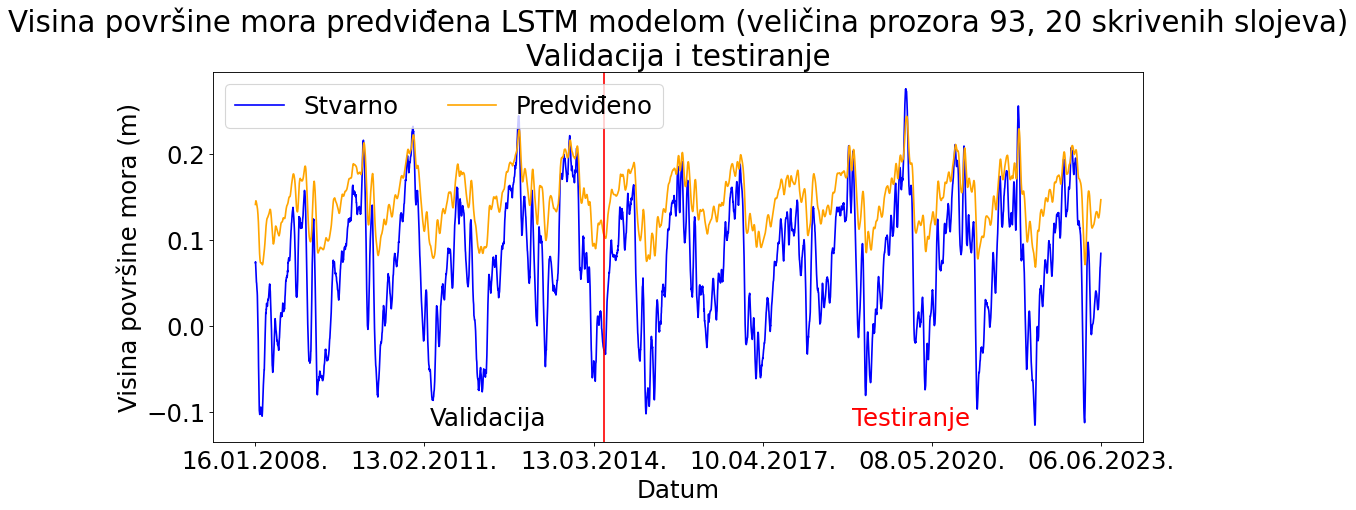 Visina površine mora predviđena LSTM modelom (veličina prozora 93, 20 skrivenih slojeva)
Validacija i testiranje
Stvarno
Predviđeno
Visina površine mora (m)
0.2
0.1
0.0
−0.1
Validacija
Testiranje
16.01.2008.
13.02.2011.
13.03.2014.
10.04.2017.
08.05.2020.
06.06.2023.
Datum